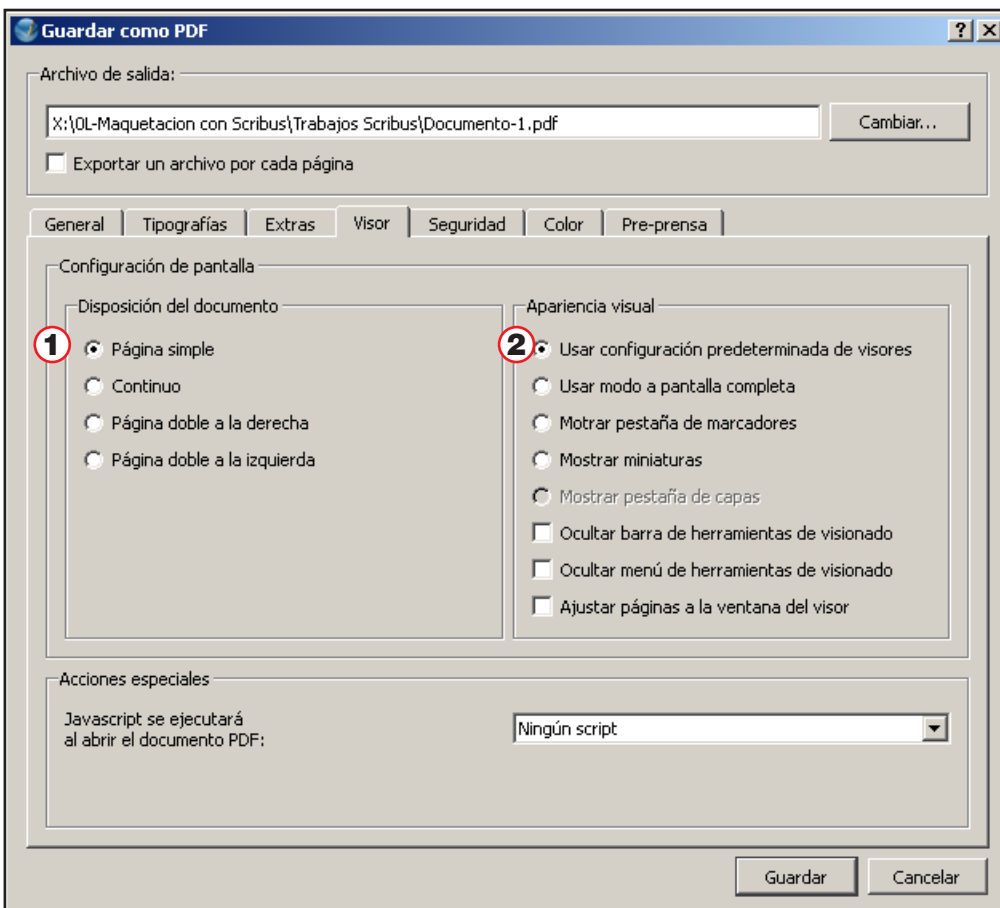 Guardar como PDF
Archivo de salida:
X:\0L-Maquetacion con Scribus\Trabajos Scribus\Documento-1.pdf
Cambiar...
Exportar un archivo por cada página
General Tipografías Extras Visor Seguridad Color Pre-prensa
Configuración de pantalla
Disposición del documento
1 Página simple
Continuo
Página doble a la derecha
Página doble a la izquierda
Apariencia visual
2 Usar configuración predeterminada de visores
Usar modo a pantalla completa
Motrar pestaña de marcadores
Mostrar miniaturas
Mostrar pestaña de capas
Ocultar barra de herramientas de visionado
Ocultar menú de herramientas de visionado
Ajustar páginas a la ventana del visor
Acciones especiales
Javascript se ejecutará
al abrir el documento PDF:
Ningún script
Guardar Cancelar